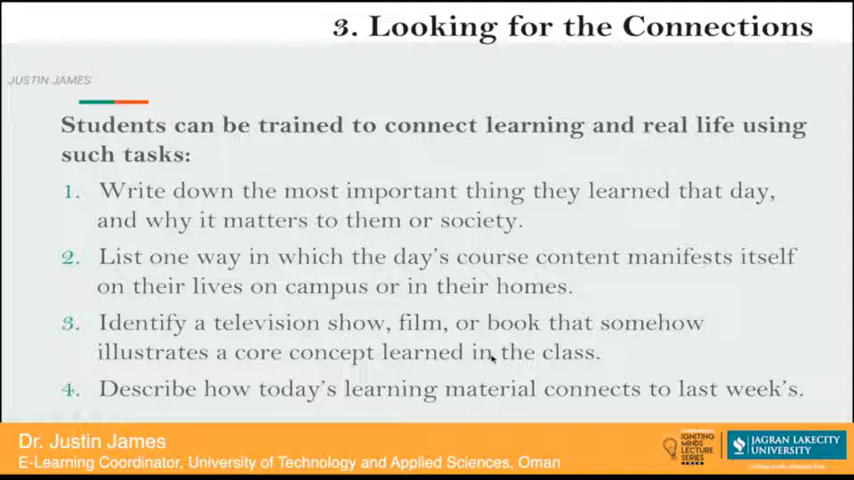 3. Looking for the Connections
JUSTIN JAMES
Students can be trained to connect learning and real life using
such tasks:
1. Write down the most important thing they learned that day,
and why it matters to them or society.
2. List one way in which the day's course content manifests itself
on their lives on campus or in their homes.
3. Identify a television show, film, or book that somehow
illustrates a core concept learned in the class.
4. Describe how today's learning material connects to last week's.
Dr. Justin James
E-Learning Coordinator, University of Technology and Applied Sciences, Oman
IGNITING
MINDS
LECTURE
SERIES
JAGRAN LAKECITY
UNIVERSITY